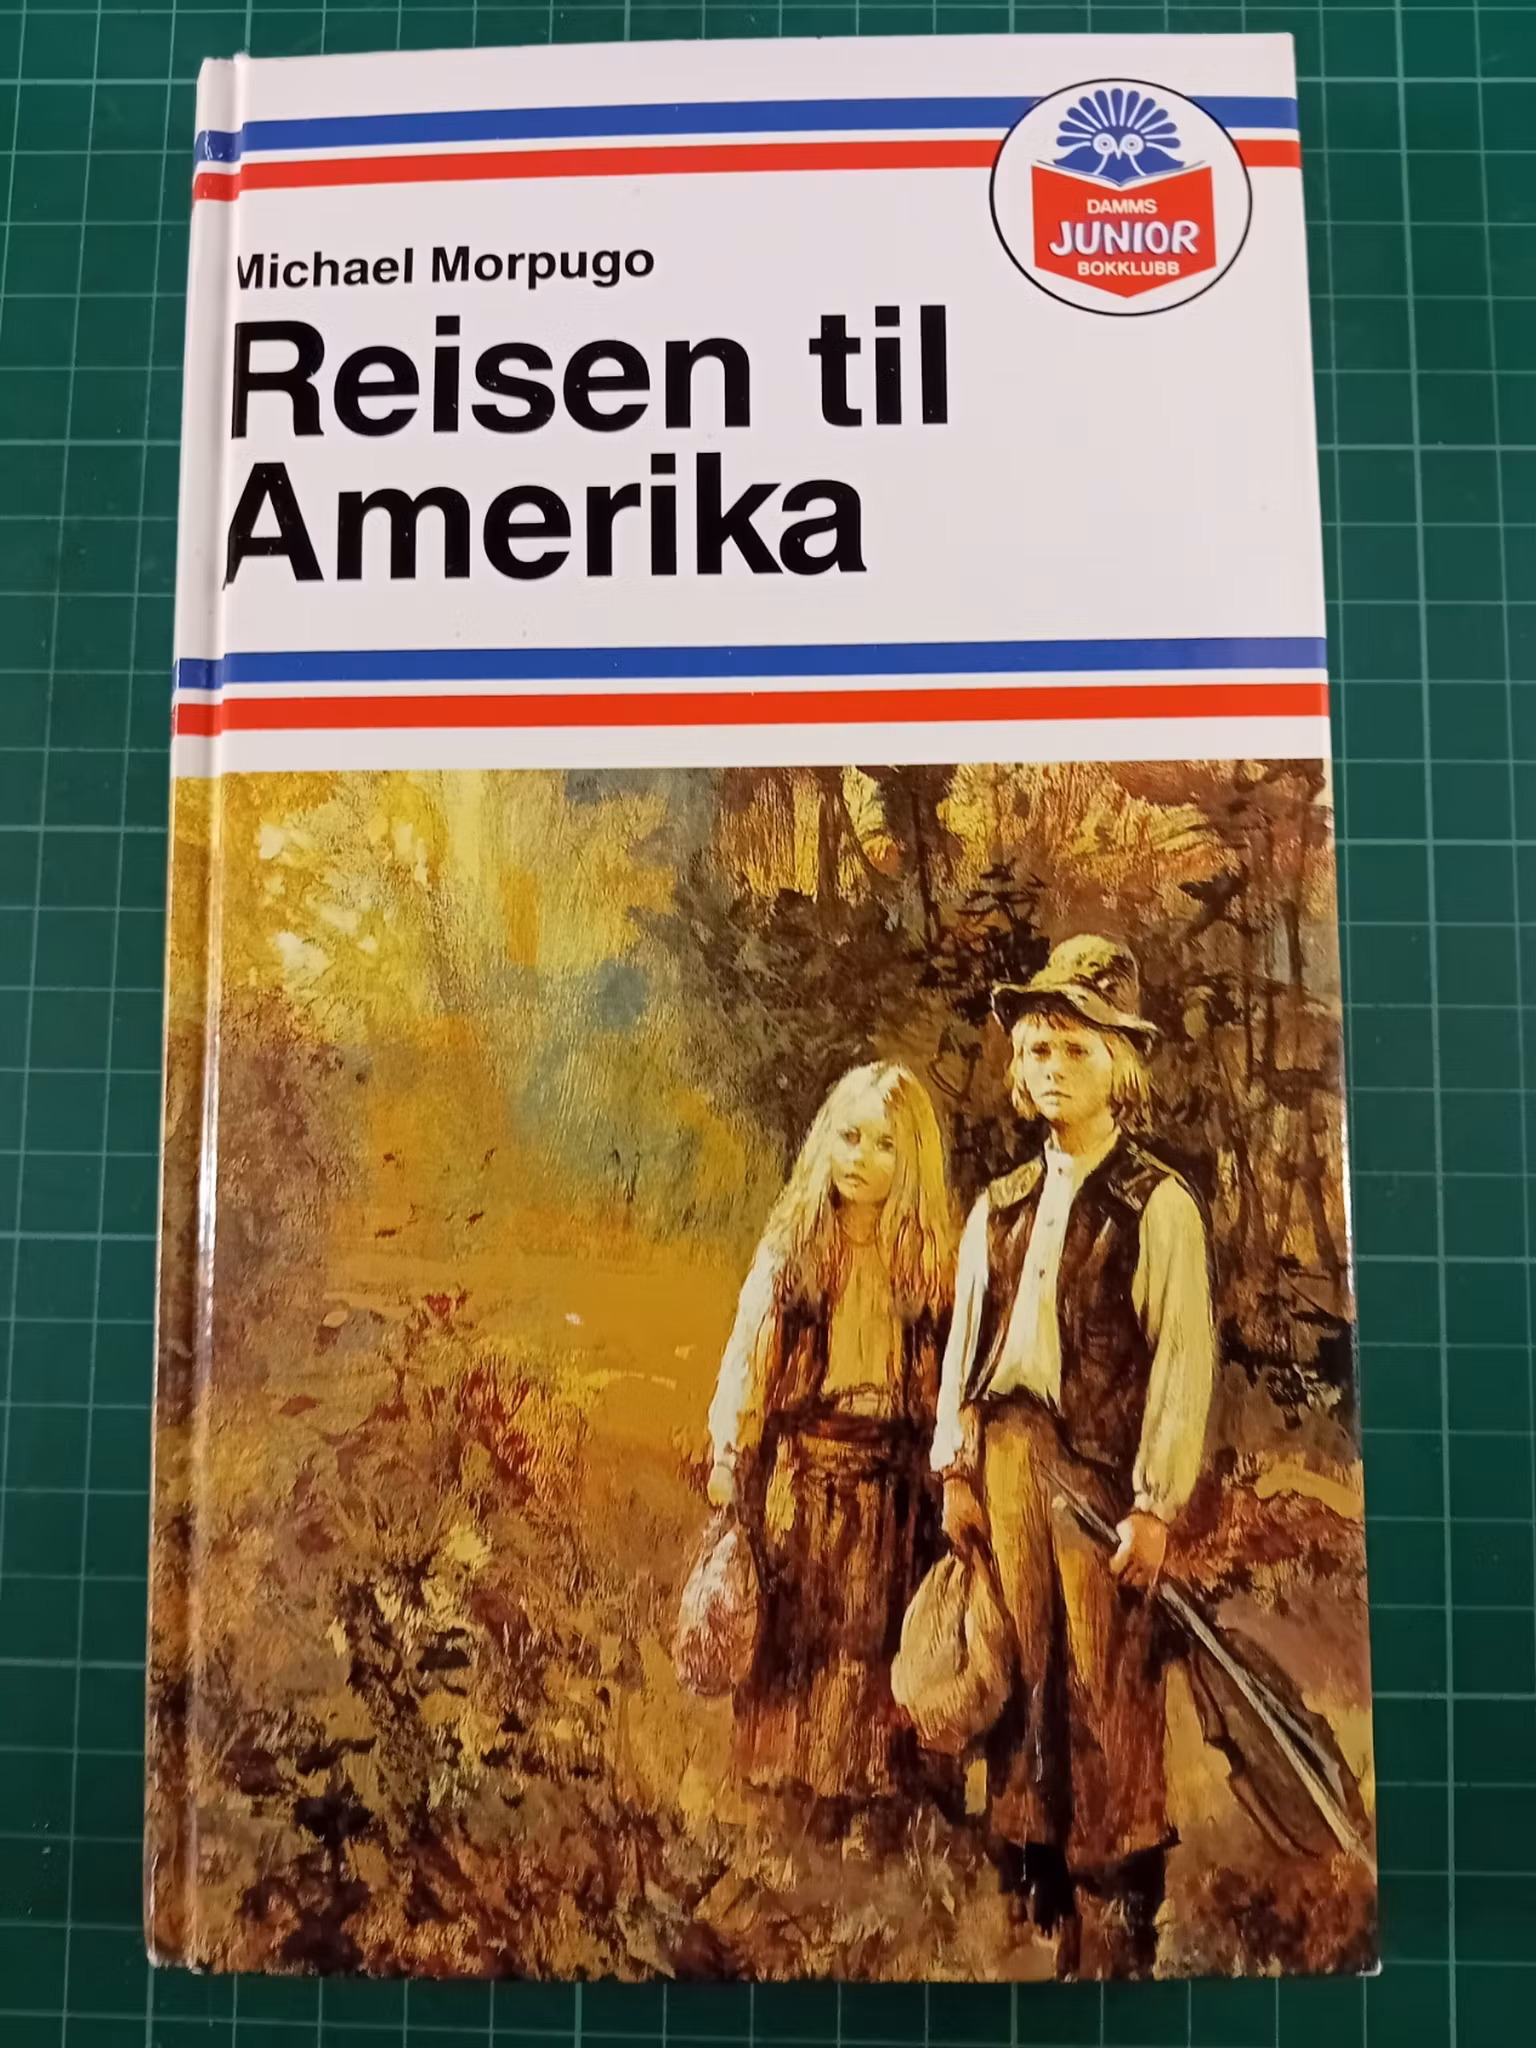 Michael Morpugo
Reisen til
Amerika
DAMMS
JUNIOR
BOKKLUBB